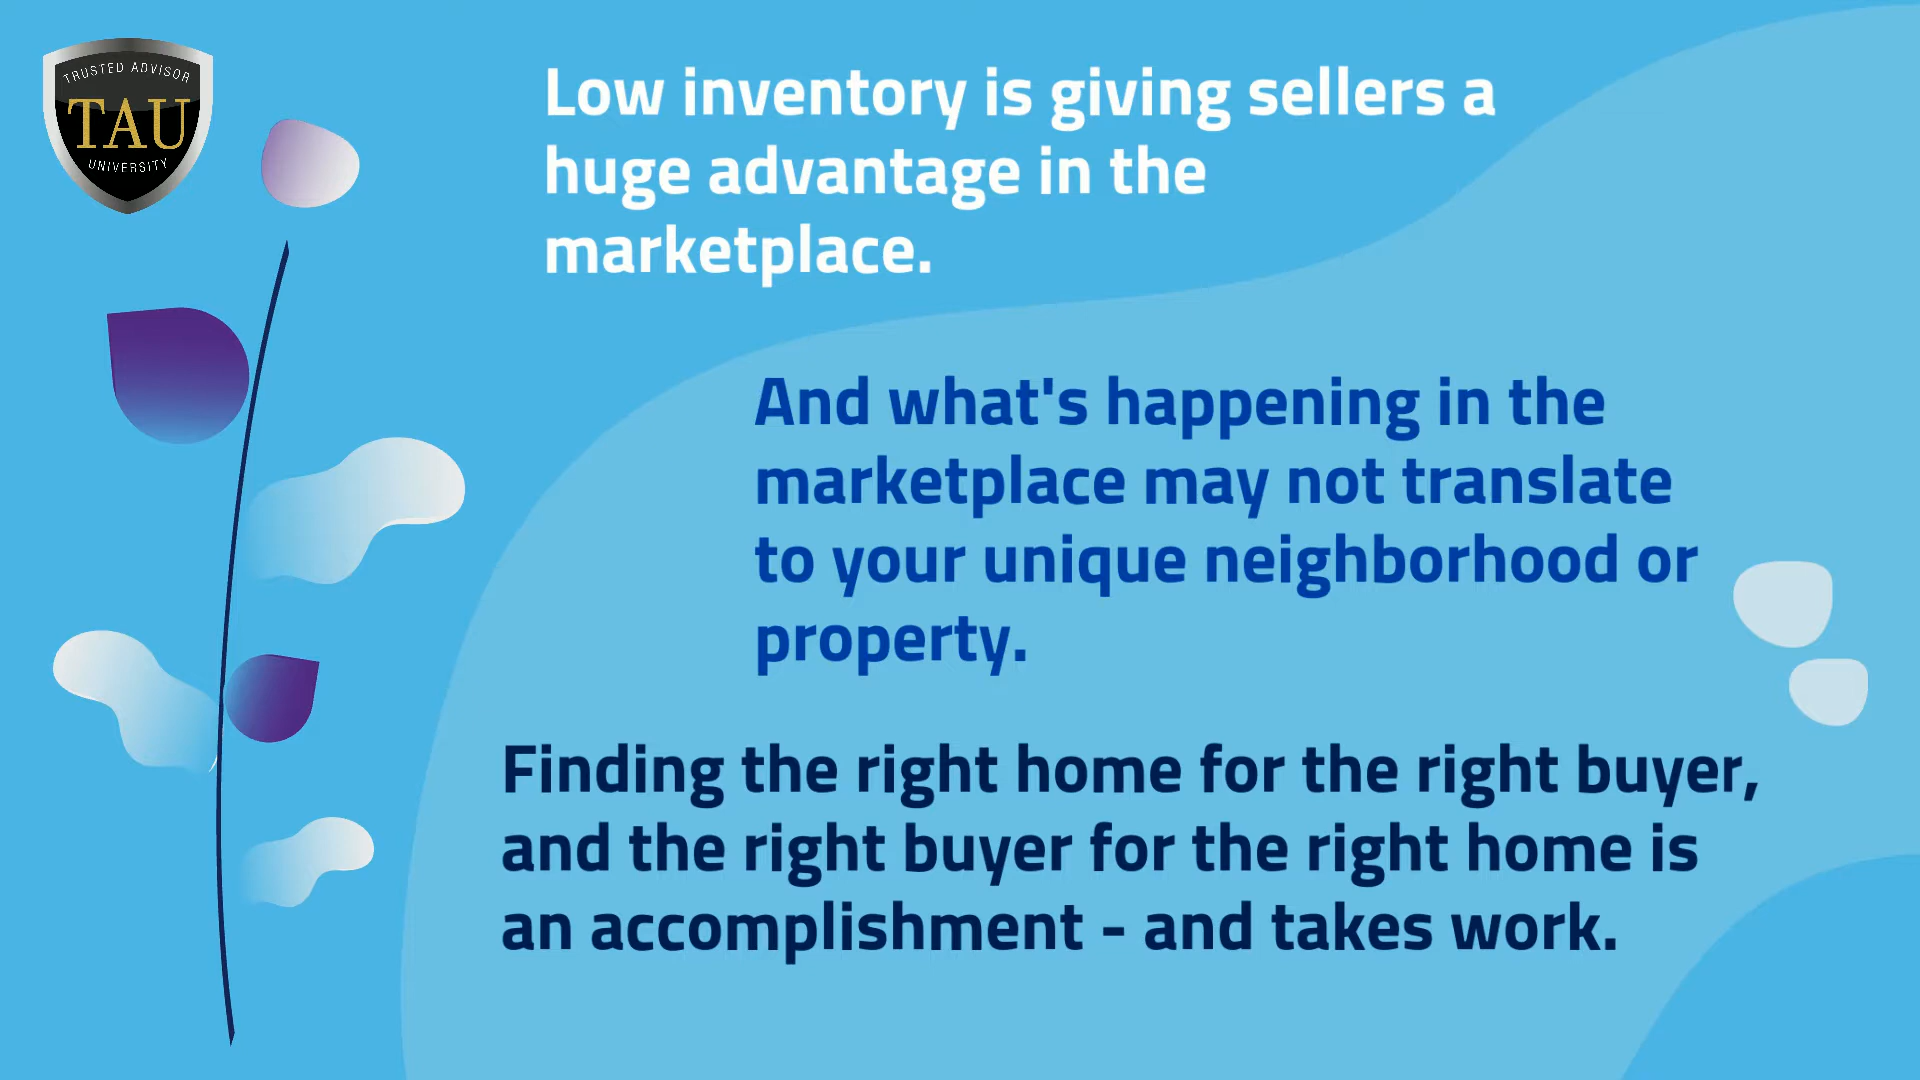 TRUSTED ADVISOR
TAU
UNIVERSITY
Low inventory is giving sellers a
huge advantage in the
marketplace.
And what's happening in the
marketplace may not translate
to your unique neighborhood or
property.
Finding the right home for the right buyer,
and the right buyer for the right home is
an accomplishment - and takes work.